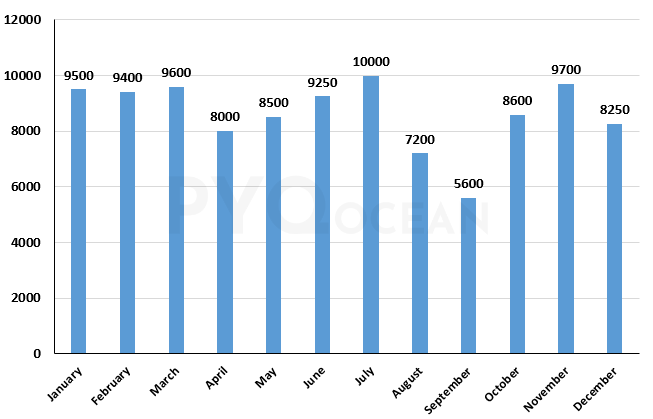 12000
10000
8000
6000
4000
2000
0
9500
9400
9600
8000
8500
9250
10000
7200
5600
8600
9700
8250
PYQ OCEAN
January
February
March
April
May
June
July
August
September
October
November
December